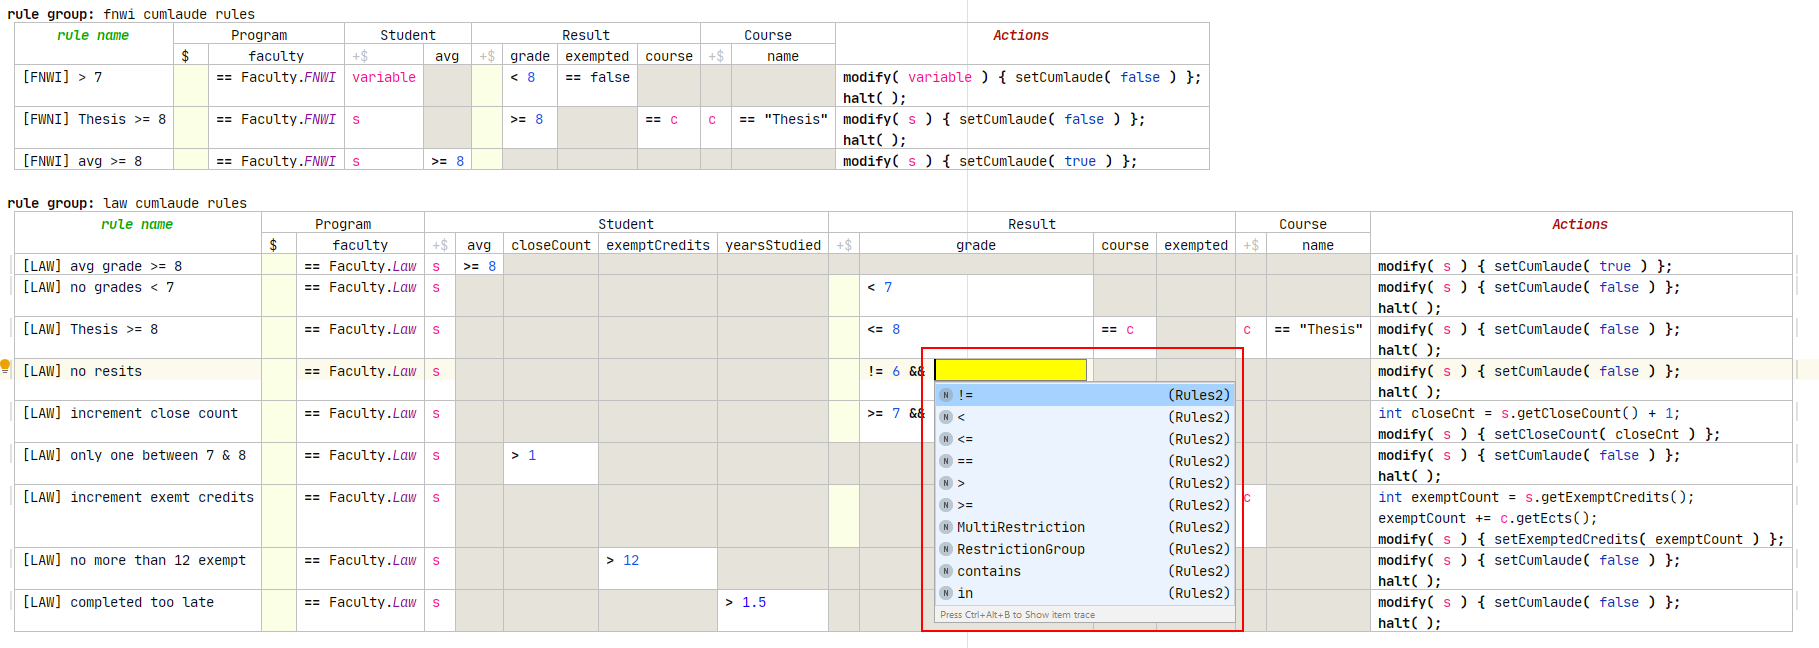 rule group: fnwi cumlaude rules
rule name Program Student Result Course Actions
$ faculty +$ avg +$ grade exempted course +$ name
[FNWI] > 7 == Faculty.FNWI variable < 8 == false modify( variable ) { setCumlaude( false ) };
halt( );
[FWNI] Thesis >= 8 == Faculty.FNWI s >= 8 == c c == "Thesis" modify( s ) { setCumlaude( false ) };
halt( );
[FNWI] avg >= 8 == Faculty.FNWI s >= 8 modify( s ) { setCumlaude( true ) };
rule group: law cumlaude rules
rule name Program Student Result Course Actions
$ faculty +$ avg closeCount exemptCredits yearsStudied +$ grade course exempted +$ name
[LAW] avg grade >= 8 == Faculty.Law s >= 8 modify( s ) { setCumlaude( true ) };
[LAW] no grades < 7 == Faculty.Law s < 7 modify( s ) { setCumlaude( false ) };
halt( );
[LAW] Thesis >= 8 == Faculty.Law s <= 8 == c c == "Thesis" modify( s ) { setCumlaude( false ) };
halt( );
[LAW] no resits == Faculty.Law s != 6 && modify( s ) { setCumlaude( false ) };
halt( );
[LAW] increment close count == Faculty.Law s >= 7 && int closeCnt = s.getCloseCount() + 1;
modify( s ) { setCloseCount( closeCnt ) };
[LAW] only one between 7 & 8 == Faculty.Law s > 1 modify( s ) { setCumlaude( false ) };
halt( );
[LAW] increment exemt credits == Faculty.Law s c int exemptCount = s.getExemptCredits();
exemptCount += c.getEcts();
modify( s ) { setExemptedCredits( exemptCount ) };
[LAW] no more than 12 exempt == Faculty.Law s > 12 modify( s ) { setCumlaude( false ) };
halt( );
[LAW] completed too late == Faculty.Law s > 1.5 modify( s ) { setCumlaude( false ) };
halt( );
N != (Rules2)
N < (Rules2)
N <= (Rules2)
N == (Rules2)
N > (Rules2)
N >= (Rules2)
N MultiRestriction (Rules2)
N RestrictionGroup (Rules2)
N contains (Rules2)
N in (Rules2)
Press Ctrl+Alt+B to Show item trace